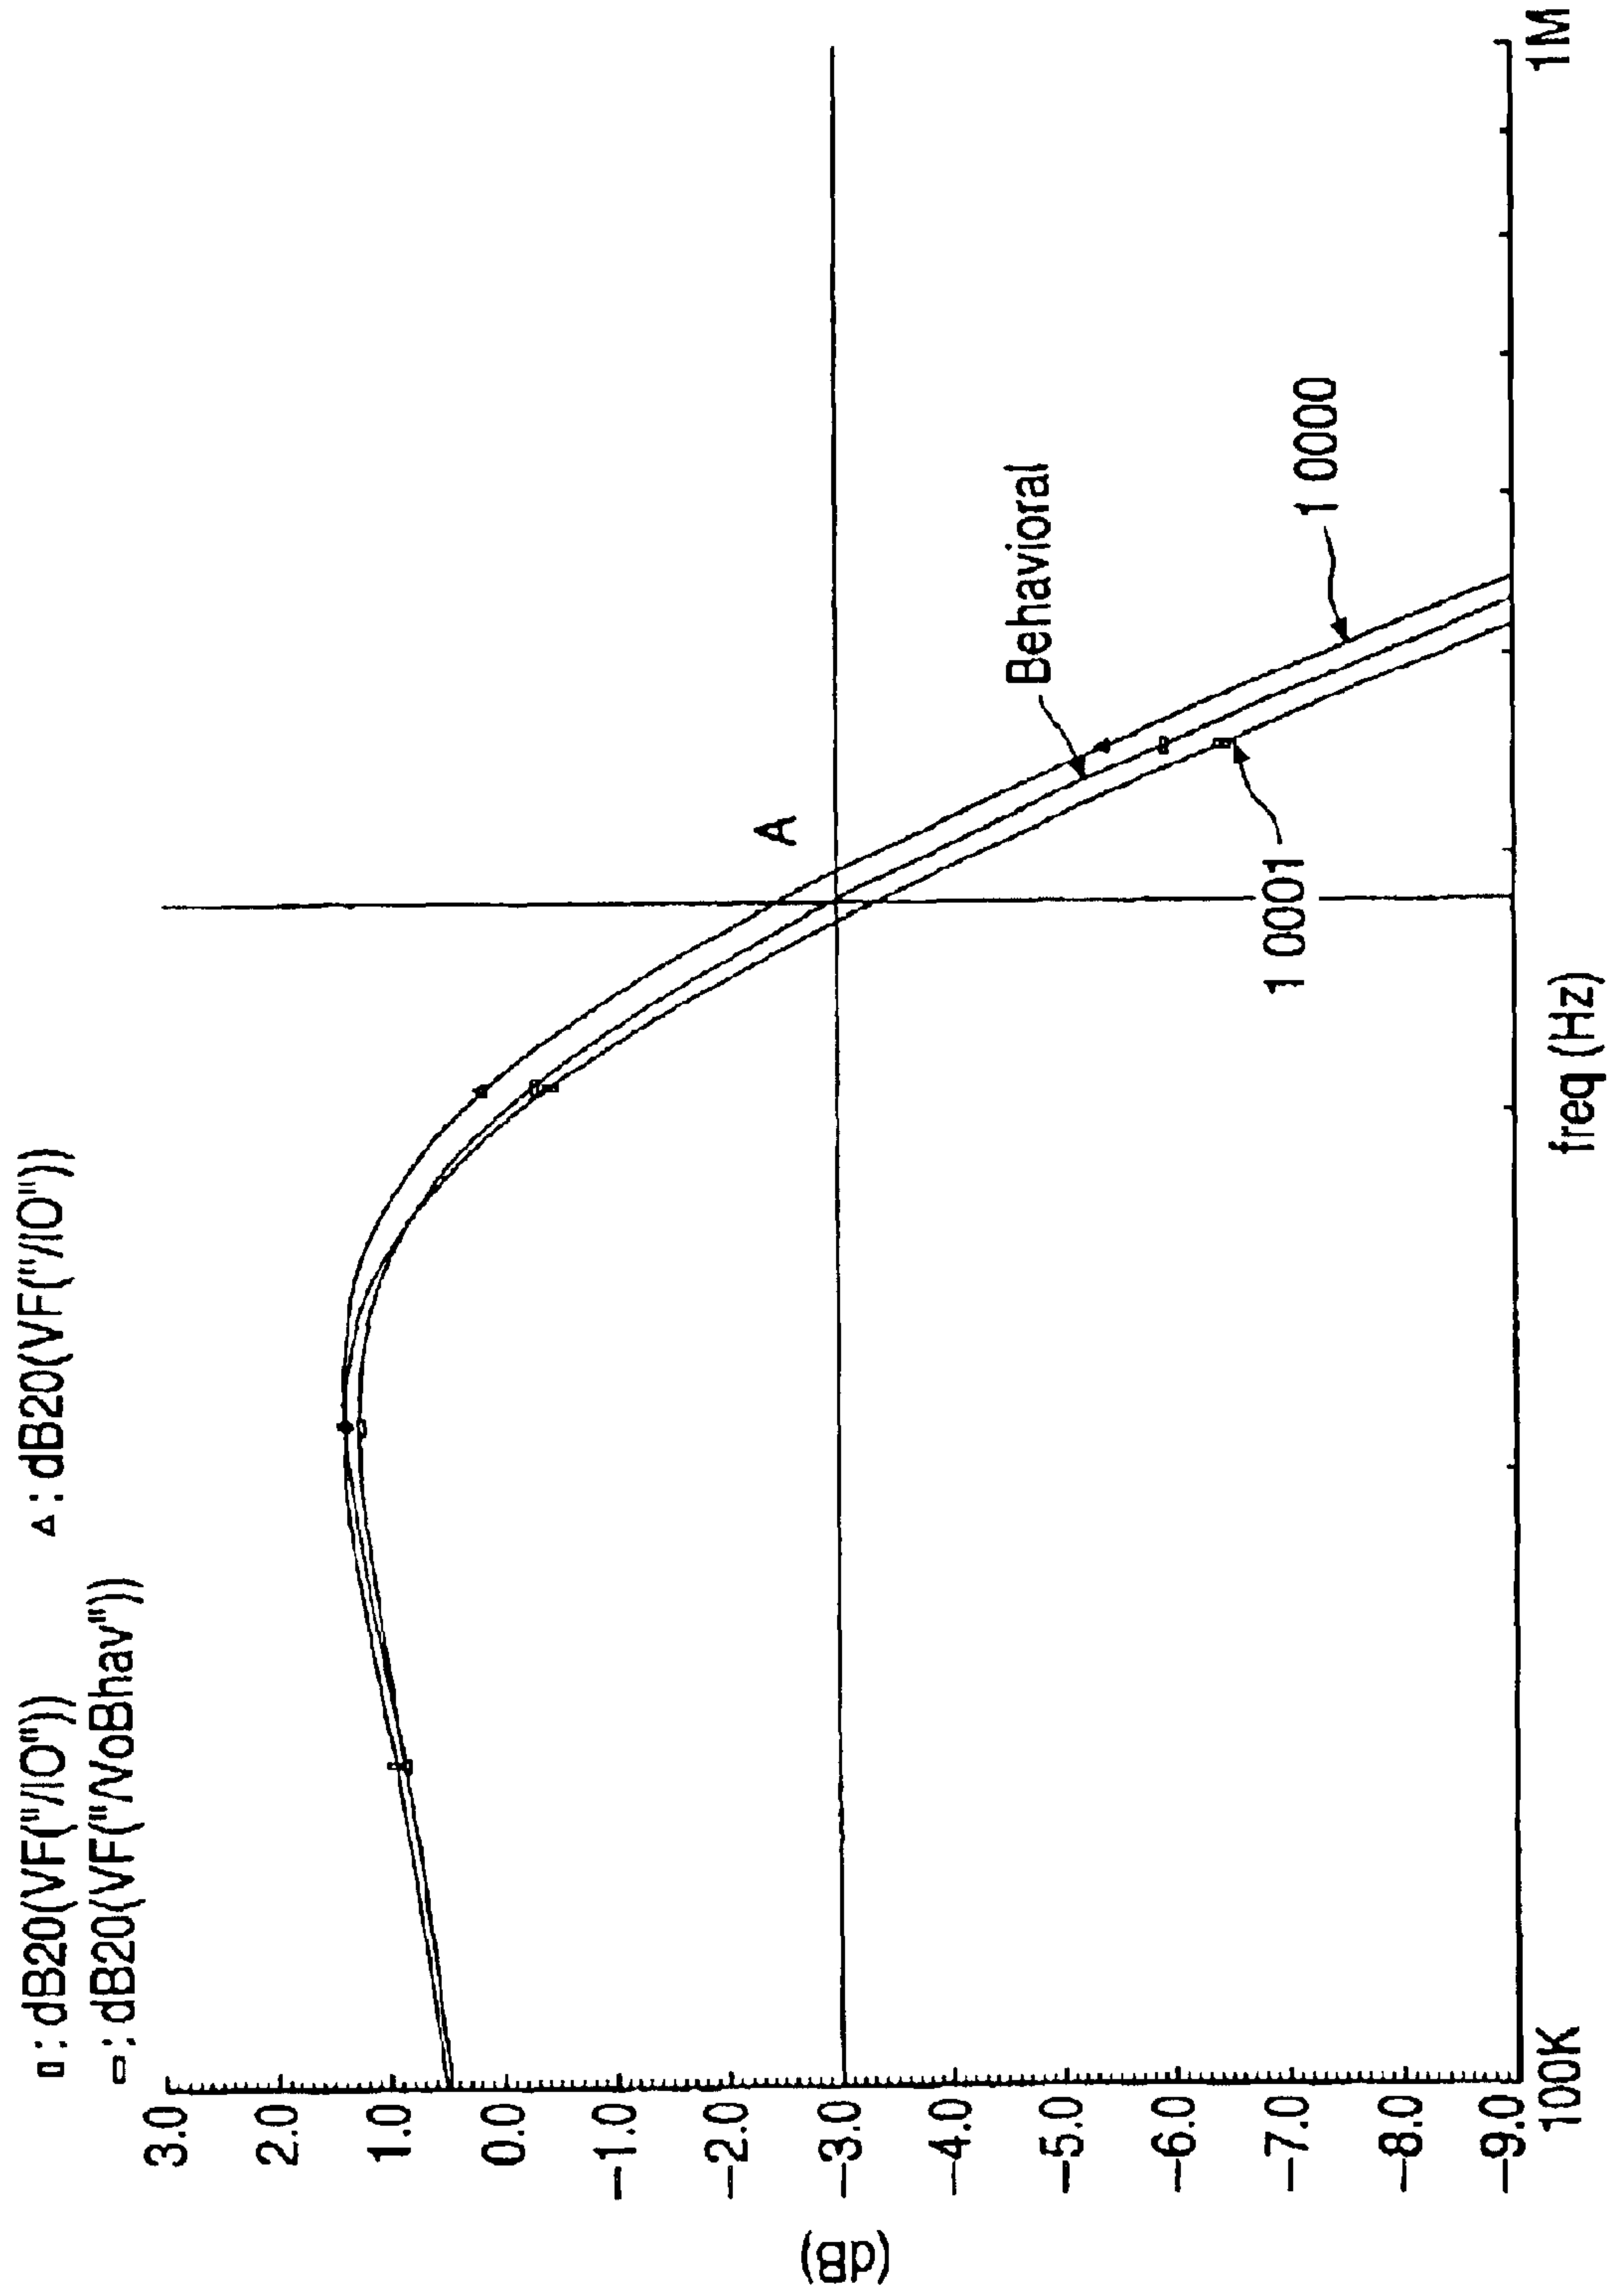 ▯ : dB20(VF("/IO"))   ▵ : dB20(VF("/IO"))
▭ : dB20(VF("/VoBhav"))
3.0
2.0
1.0
0.0
-1.0
-2.0
-3.0
-4.0
-5.0
-6.0
-7.0
-8.0
-9.0
(dB)
A
Behavioral
1 0000
1 0001
100K
1M
freq (Hz)